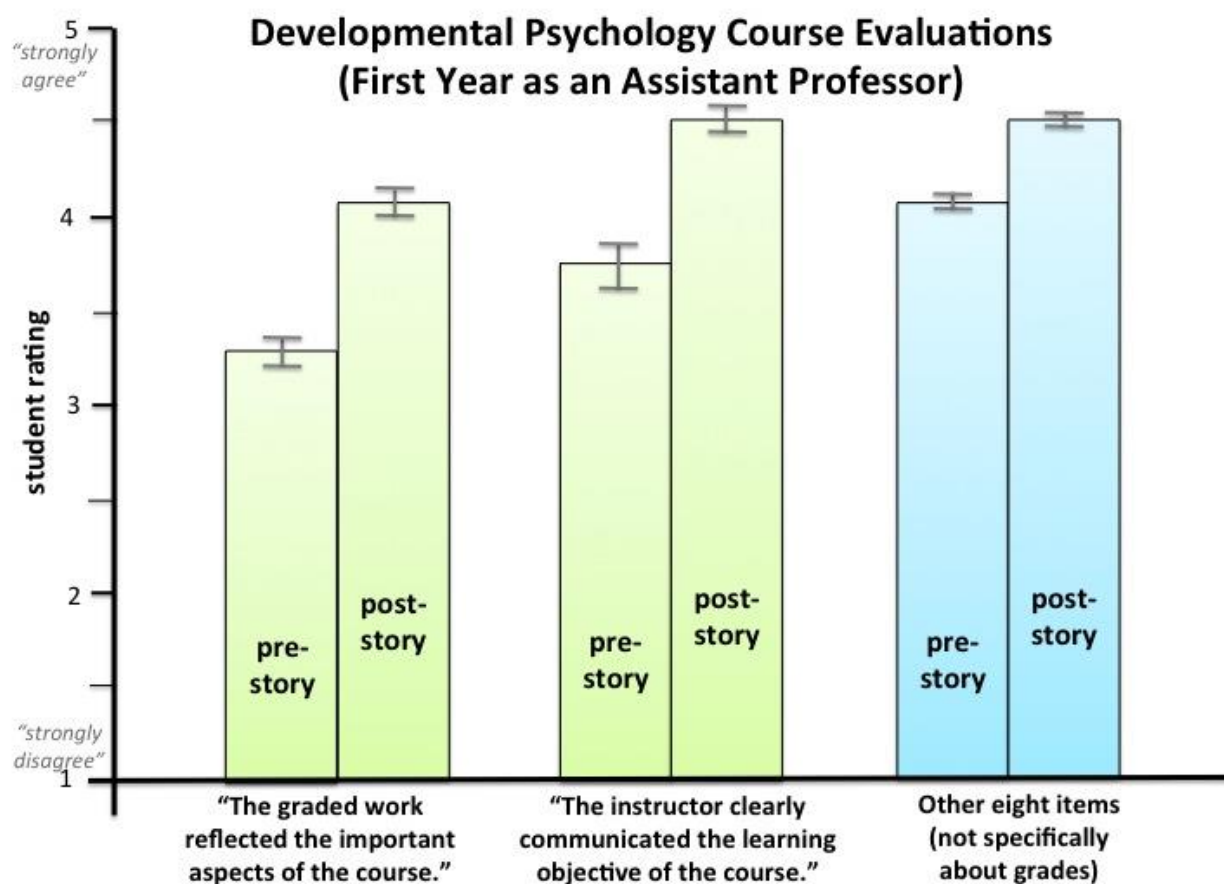 Developmental Psychology Course Evaluations
(First Year as an Assistant Professor)
5
“strongly
agree”
4
3
2
“strongly
disagree”
1
student rating
pre-
story
post-
story
pre-
story
post-
story
pre-
story
post-
story
“The graded work
reflected the important
aspects of the course.”
“The instructor clearly
communicated the learning
objective of the course.”
Other eight items
(not specifically
about grades)